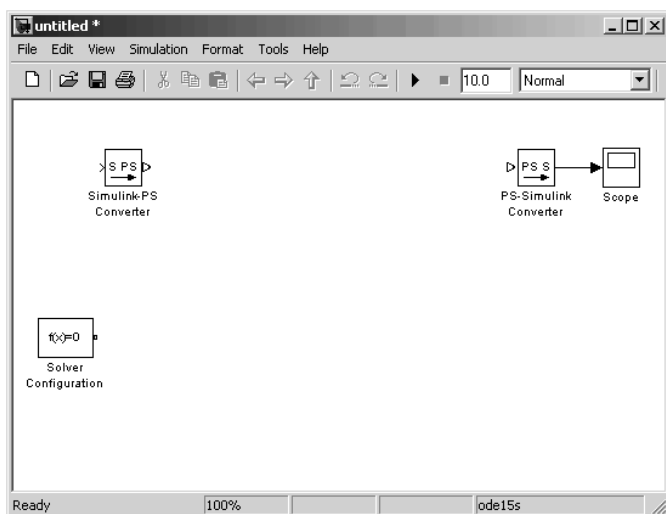 untitled *
File Edit View Simulation Format Tools Help
10.0 Normal
S PS
Simulink-PS
Converter
PS S
PS-Simulink
Converter
Scope
f(x)=0
Solver
Configuration
Ready 100% ode15s